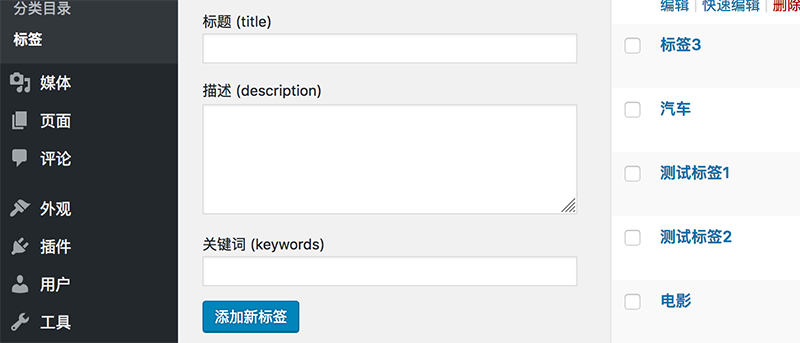 分类目录
标签
媒体
页面
评论
外观
插件
用户
工具
标题 (title)
描述 (description)
关键词 (keywords)
添加新标签
编辑 | 快速编辑 | 删除
标签3
汽车
测试标签1
测试标签2
电影